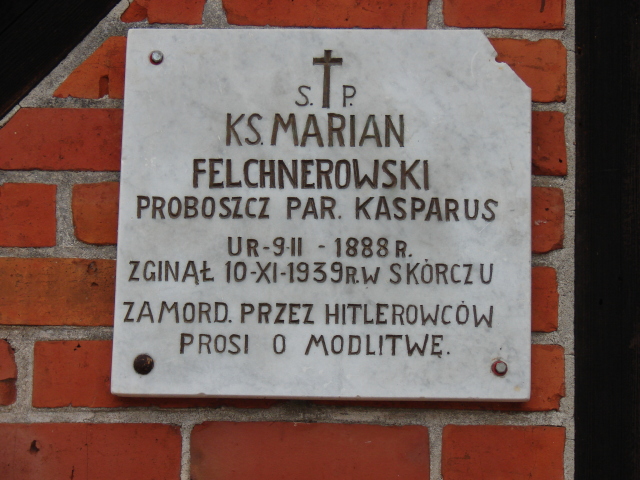 S. P.
KS. MARIAN
FELCHNEROWSKI
PROBOSZCZ PAR. KASPARUS
UR-9-II - 1888 R.
ZGINĄŁ 10-XI-1939 R. W SKÓRCZU
ZAMORD. PRZEZ HITLEROWCÓW
PROSI O MODLITWĘ.